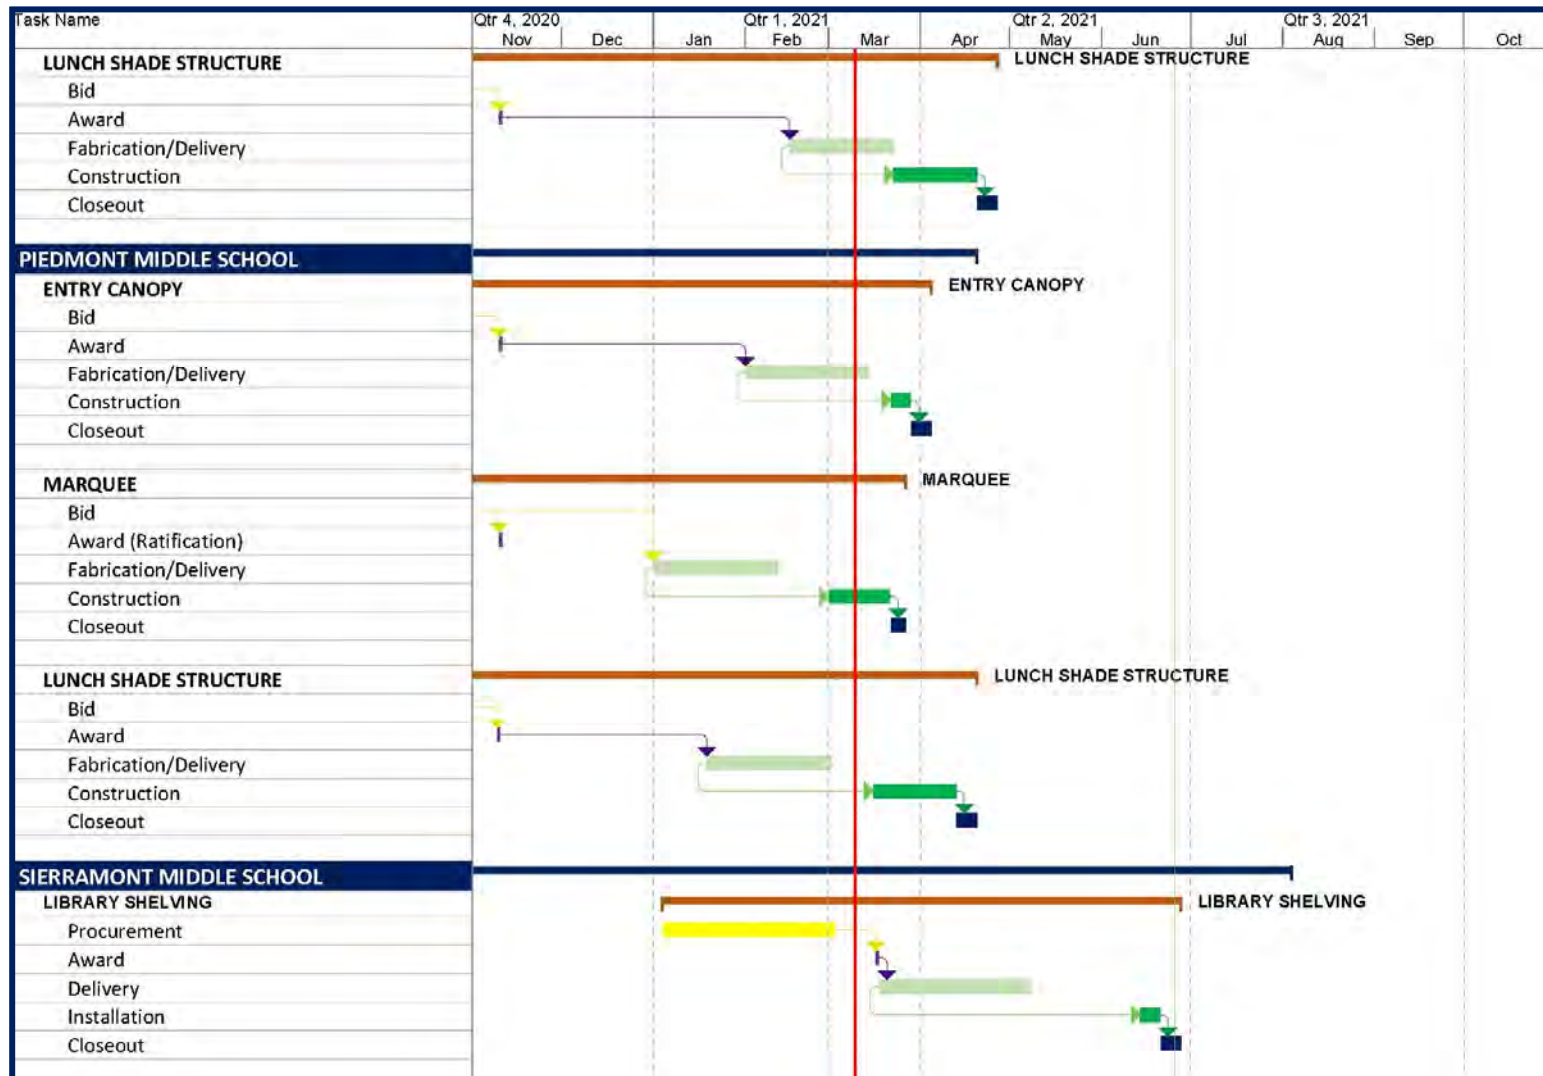 Task Name Qtr 4, 2020 Qtr 1, 2021 Qtr 2, 2021 Qtr 3, 2021
Nov Dec Jan Feb Mar Apr May Jun Jul Aug Sep Oct
LUNCH SHADE STRUCTURE LUNCH SHADE STRUCTURE
Bid
Award
Fabrication/Delivery
Construction
Closeout
PIEDMONT MIDDLE SCHOOL
ENTRY CANOPY ENTRY CANOPY
Bid
Award
Fabrication/Delivery
Construction
Closeout
MARQUEE MARQUEE
Bid
Award (Ratification)
Fabrication/Delivery
Construction
Closeout
LUNCH SHADE STRUCTURE LUNCH SHADE STRUCTURE
Bid
Award
Fabrication/Delivery
Construction
Closeout
SIERRAMONT MIDDLE SCHOOL
LIBRARY SHELVING LIBRARY SHELVING
Procurement
Award
Delivery
Installation
Closeout